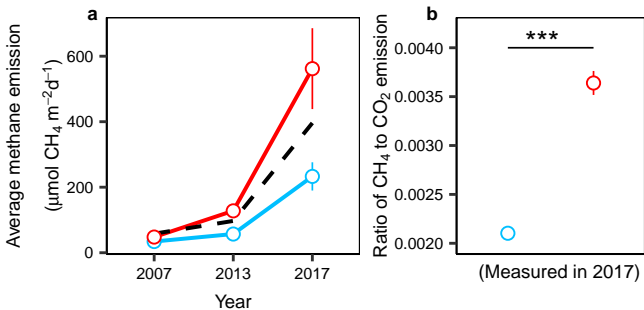 a
Average methane emission
(μmol CH4 m−2d−1)
600
400
200
0
2007
2013
2017
Year
b
***
Ratio of CH4 to CO2 emission
0.0040
0.0035
0.0030
0.0025
0.0020
(Measured in 2017)